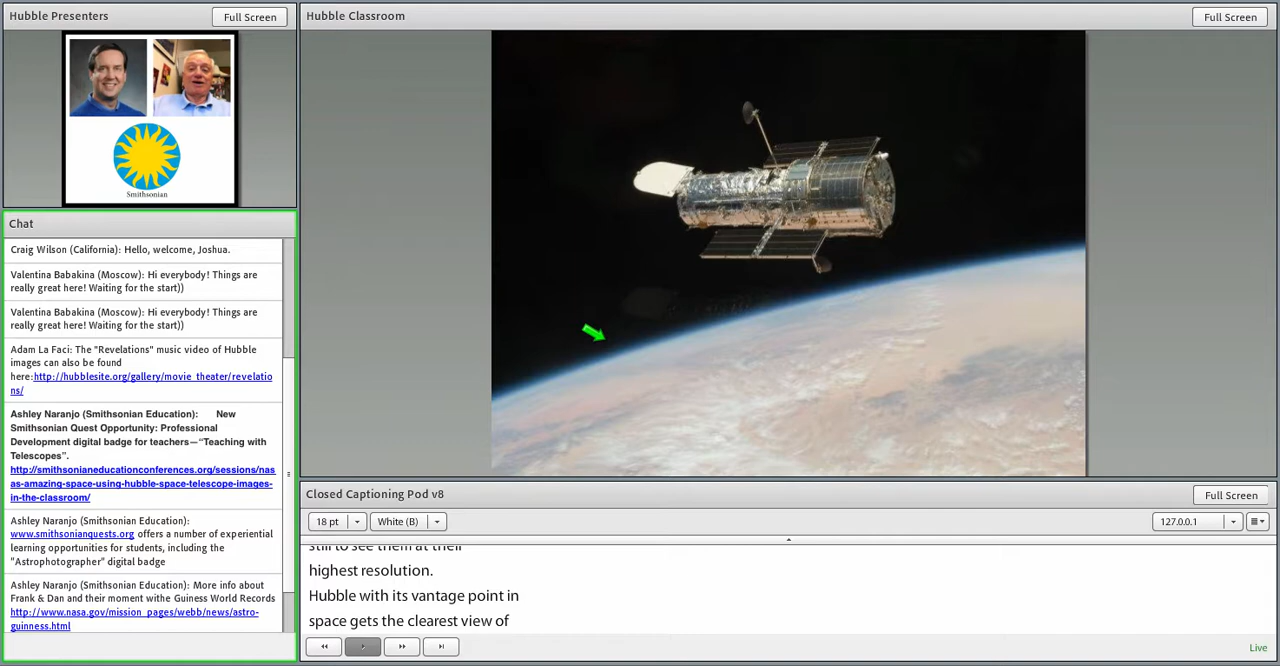 Hubble Presenters
Full Screen
Smithsonian
Chat
Craig Wilson (California): Hello, welcome, Joshua.
Valentina Babakina (Moscow): Hi everybody! Things are
really great here! Waiting for the start))
Valentina Babakina (Moscow): Hi everybody! Things are
really great here! Waiting for the start))
Adam La Faci: The "Revelations" music video of Hubble
images can also be found
here:http://hubblesite.org/gallery/movie_theater/revelatio
ns/
Ashley Naranjo (Smithsonian Education): New
Smithsonian Quest Opportunity: Professional
Development digital badge for teachers—“Teaching with
Telescopes”.
http://smithsonianeducationconferences.org/sessions/nas
as-amazing-space-using-hubble-space-telescope-images-
in-the-classroom/
Ashley Naranjo (Smithsonian Education):
www.smithsonianquests.org offers a number of experiential
learning opportunities for students, including the
"Astrophotographer" digital badge
Ashley Naranjo (Smithsonian Education): More info about
Frank & Dan and their moment withe Guiness World Records
http://www.nasa.gov/mission_pages/webb/news/astro-
guinness.html
Hubble Classroom
Full Screen
Closed Captioning Pod v8
Full Screen
18 pt
White (B)
127.0.0.1
still to see them at their
highest resolution.
Hubble with its vantage point in
space gets the clearest view of
Live